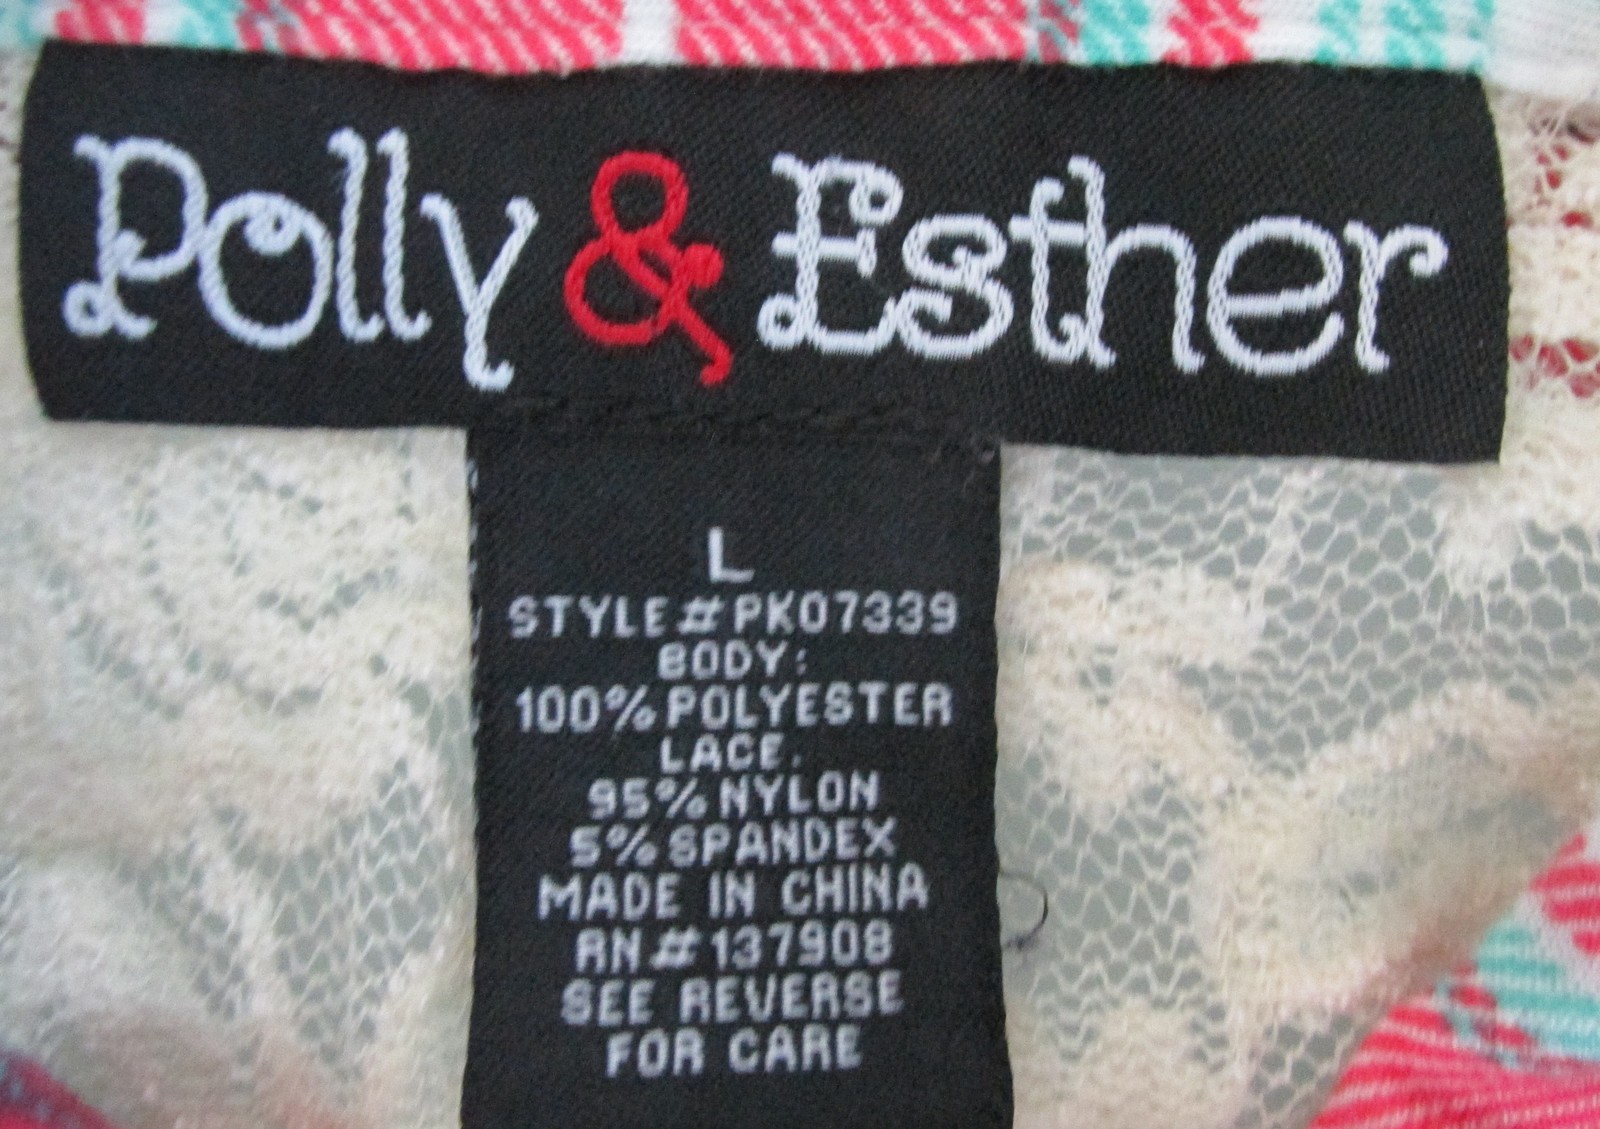 Polly & Esther
L
STYLE#PK07339
BODY:
100% POLYESTER
LACE:
95% NYLON
5% SPANDEX
MADE IN CHINA
RN#137908
SEE REVERSE
FOR CARE